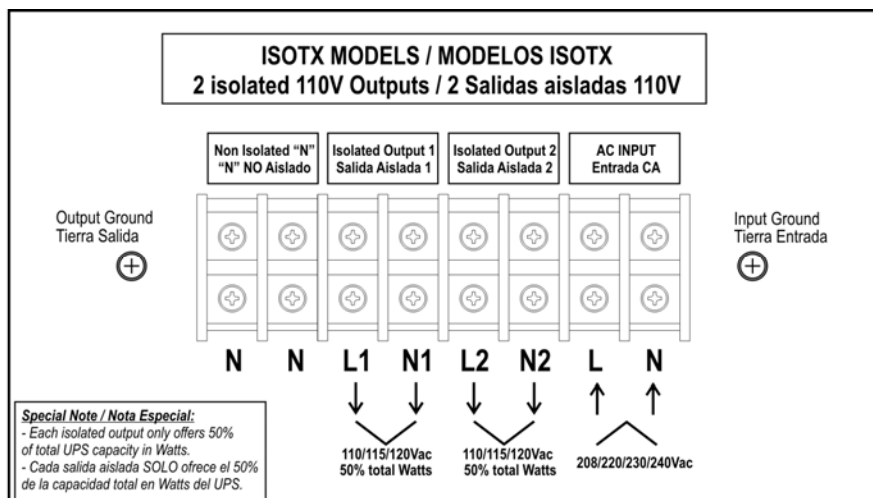 ISOTX MODELS / MODELOS ISOTX
2 isolated 110V Outputs / 2 Salidas aisladas 110V
Non Isolated “N”
“N” NO Aislado
Isolated Output 1
Salida Aislada 1
Isolated Output 2
Salida Aislada 2
AC INPUT
Entrada CA
Output Ground
Tierra Salida
Input Ground
Tierra Entrada
N N L1 N1 L2 N2 L N
110/115/120Vac
50% total Watts
110/115/120Vac
50% total Watts
208/220/230/240Vac
Special Note / Nota Especial:
- Each isolated output only offers 50%
of total UPS capacity in Watts.
- Cada salida aislada SOLO ofrece el 50%
de la capacidad total en Watts del UPS.